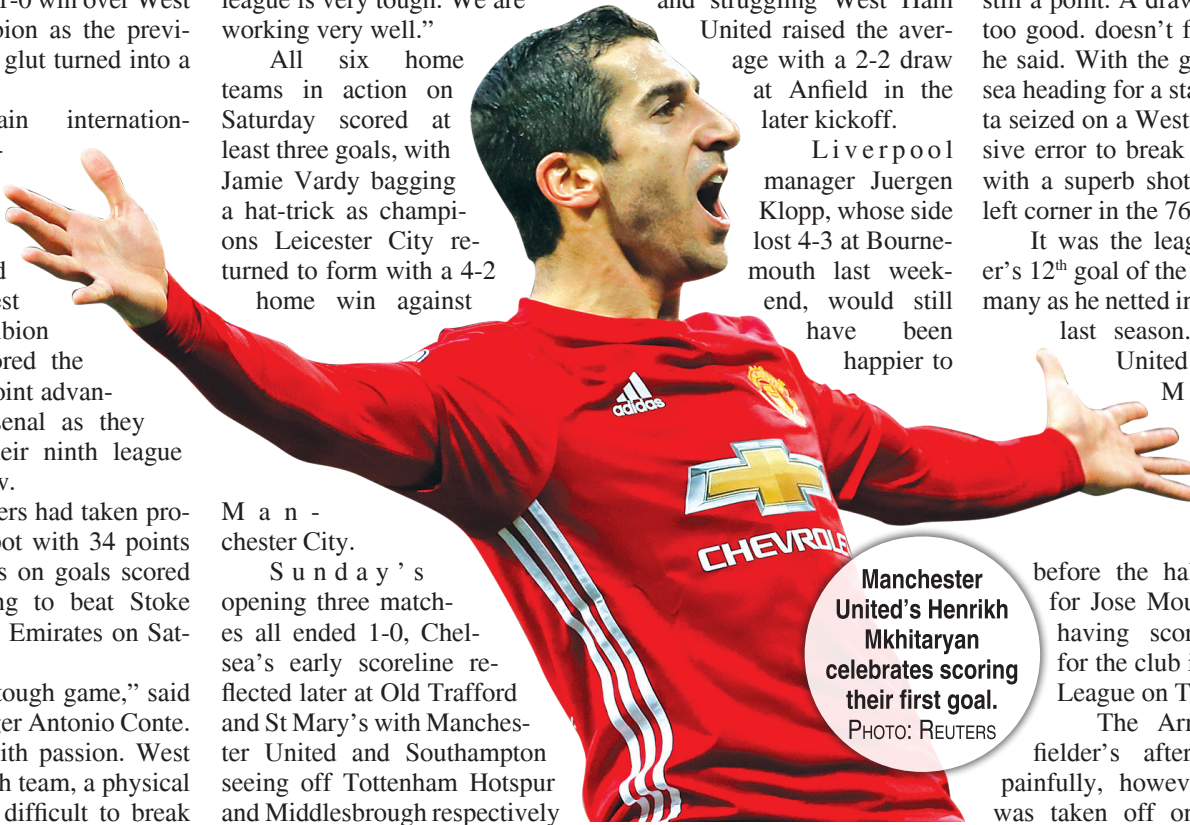 1-0 win over West
bion as the previ-
glut turned into a
ain internation-
-
d
est
bion
ored the
oint advan-
senal as they
eir ninth league
w.
ers had taken pro-
pot with 34 points
s on goals scored
ng to beat Stoke
Emirates on Sat-
tough game,” said
ger Antonio Conte.
ith passion. West
h team, a physical
difficult to break
league is very tough. We are
working very well.”
All six home
teams in action on
Saturday scored at
least three goals, with
Jamie Vardy bagging
a hat-trick as champi-
ons Leicester City re-
turned to form with a 4-2
home win against
Man-
chester City.
Sunday’s
opening three match-
es all ended 1-0, Chel-
sea’s early scoreline re-
flected later at Old Trafford
and St Mary’s with Manches-
ter United and Southampton
seeing off Tottenham Hotspur
and Middlesbrough respectively
and struggling West Ham
United raised the aver-
age with a 2-2 draw
at Anfield in the
later kickoff.
Liverpool
manager Juergen
Klopp, whose side
lost 4-3 at Bourne-
mouth last week-
end, would still
have been
happier to
adidas
CHEVROLE
Manchester
United’s Henrikh
Mkhitaryan
celebrates scoring
their first goal.
PHOTO: REUTERS
still a point. A draw
too good. doesn’t f
he said. With the g
sea heading for a sta
ta seized on a West
sive error to break
with a superb shot
left corner in the 76
It was the leag
er’s 12th goal of the
many as he netted in
last season.
United
M
before the hal
for Jose Mou
having scor
for the club i
League on T
The Ar
fielder’s after
painfully, howev
was taken off or